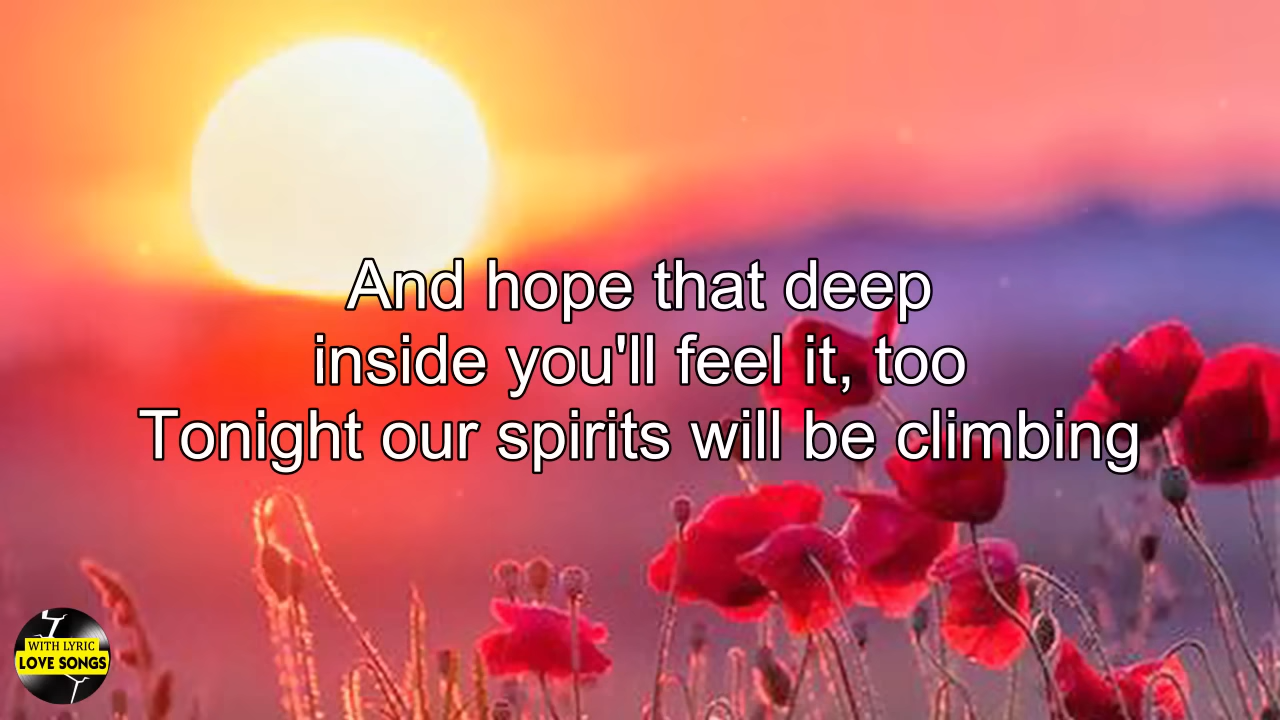 And hope that deep
inside you'll feel it, too
Tonight our spirits will be climbing
WITH LYRIC
LOVE SONGS